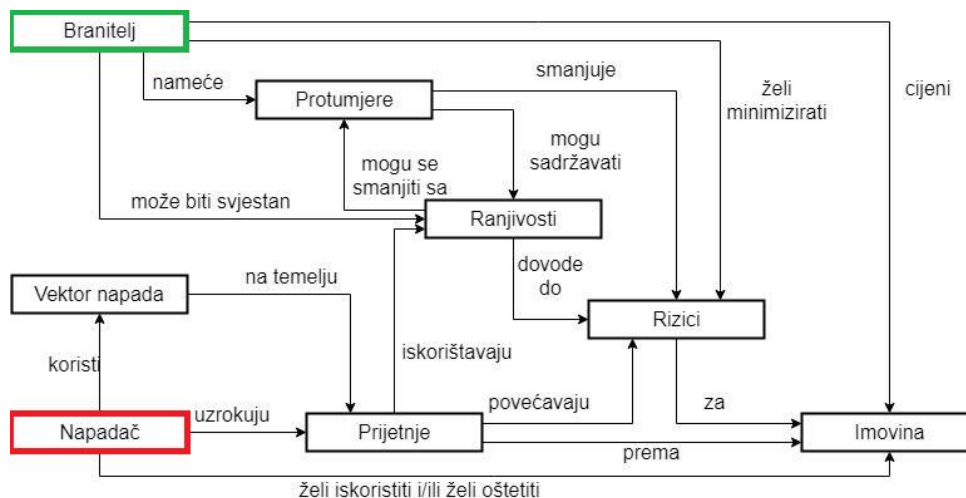 Branitelj
nameće
Protumjere
smanjuje
želi
minimizirati
cijeni
mogu
sadržavati
mogu se
smanjiti sa
može biti svjestan
Ranjivosti
dovode
do
na temelju
Vektor napada
Rizici
iskorištavaju
koristi
uzrokuju
povećavaju
za
Napadač
Prijetnje
Imovina
prema
želi iskoristiti i/ili želi oštetiti